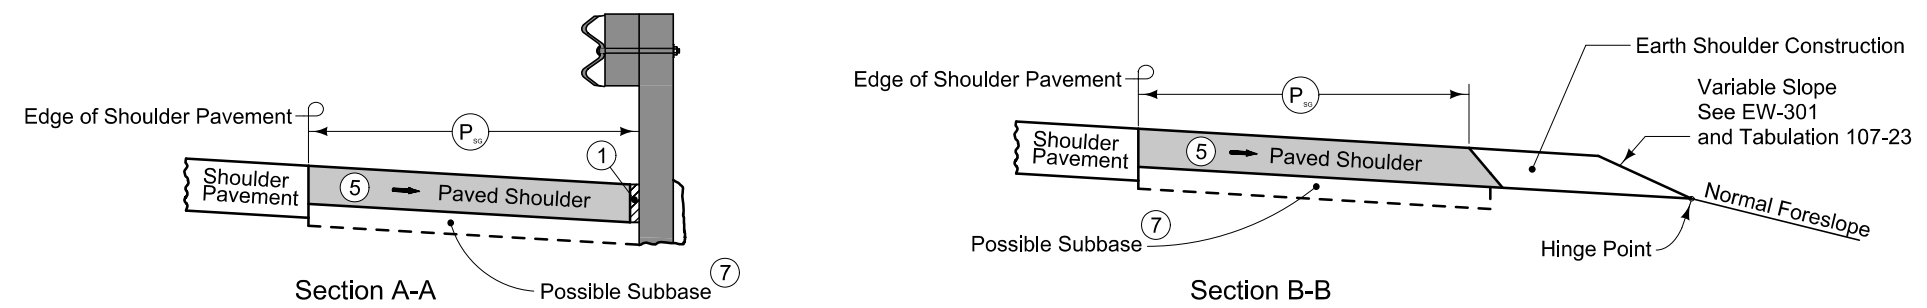 Edge of Shoulder Pavement
P SG
1
Shoulder
Pavement
5
Paved Shoulder
7
Possible Subbase
Section A-A
Earth Shoulder Construction
Edge of Shoulder Pavement
P SG
Variable Slope
See EW-301
and Tabulation 107-23
Shoulder
Pavement
5
Paved Shoulder
Normal Foreslope
7
Possible Subbase
Hinge Point
Section B-B